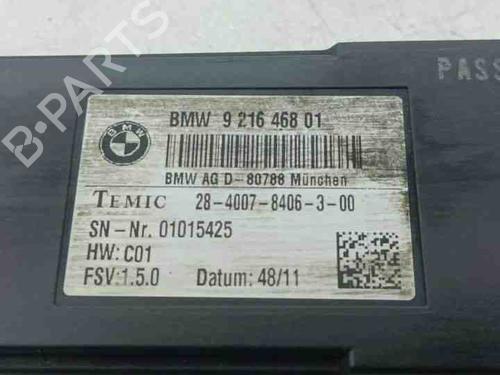 PASS
BMW
BMW 9 216 468 01
BMW AG D-80788 München
TEMIC 28-4007-8406-3-00
SN-Nr. 01015425
HW: C01
FSV:1.5.0 Datum: 48/11